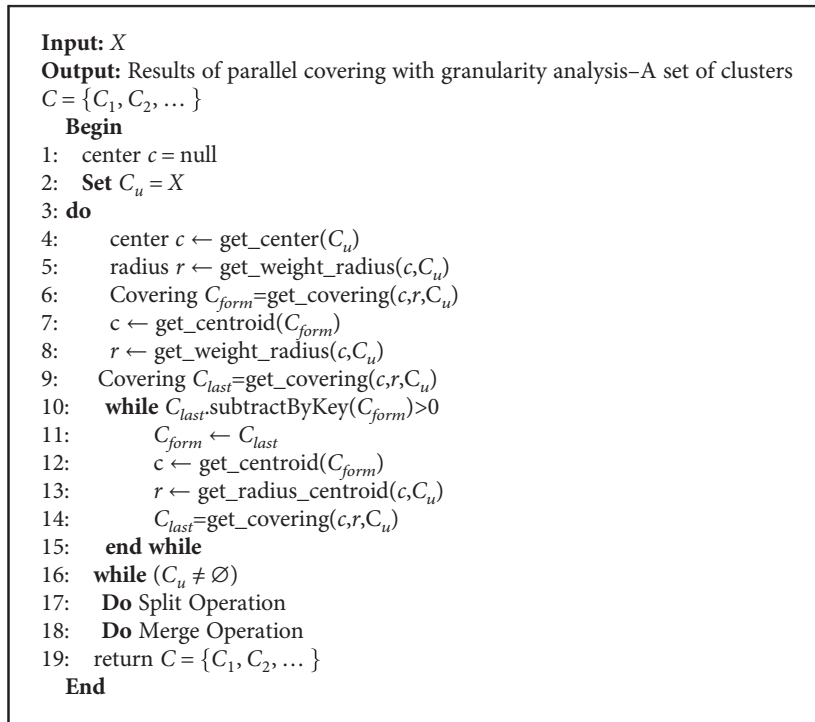 Input: X
Output: Results of parallel covering with granularity analysis–A set of clusters
C = {C1, C2, … }
Begin
1: center c = null
2: Set Cu = X
3: do
4: center c ← get_center(Cu)
5: radius r ← get_weight_radius(c,Cu)
6: Covering Cform=get_covering(c,r,Cu)
7: c ← get_centroid(Cform)
8: r ← get_weight_radius(c,Cu)
9: Covering Clast=get_covering(c,r,Cu)
10: while Clast.subtractByKey(Cform)>0
11: Cform ← Clast
12: c ← get_centroid(Cform)
13: r ← get_radius_centroid(c,Cu)
14: Clast=get_covering(c,r,Cu)
15: end while
16: while (Cu ≠ ∅)
17: Do Split Operation
18: Do Merge Operation
19: return C = {C1, C2, … }
End